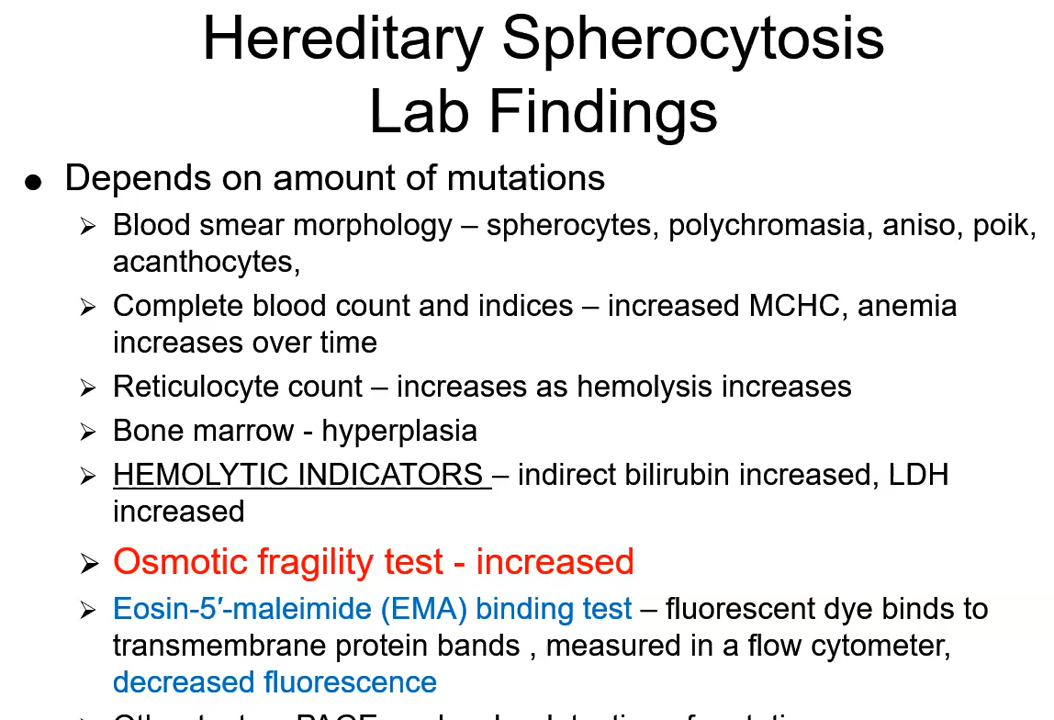 Hereditary Spherocytosis
Lab Findings
● Depends on amount of mutations
➢ Blood smear morphology – spherocytes, polychromasia, aniso, poik,
acanthocytes,
➢ Complete blood count and indices – increased MCHC, anemia
increases over time
➢ Reticulocyte count – increases as hemolysis increases
➢ Bone marrow - hyperplasia
➢ HEMOLYTIC INDICATORS – indirect bilirubin increased, LDH
increased
➢ Osmotic fragility test - increased
➢ Eosin-5′-maleimide (EMA) binding test – fluorescent dye binds to
transmembrane protein bands , measured in a flow cytometer,
decreased fluorescence